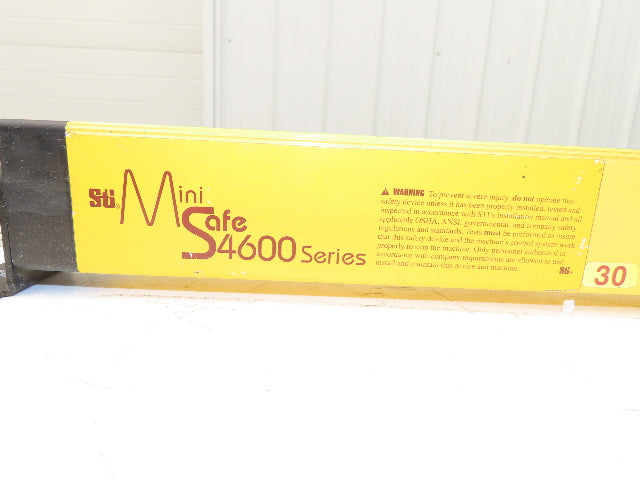 STi Mini
Safe
S4600 Series
⚠ WARNING To prevent severe injury, do not operate this
safety device unless it has been properly installed, tested and
inspected in accordance with STI's installation manual and all
applicable OSHA, ANSI, governmental, and company safety
regulations and standards. Tests must be performed to insure
that this safety device and the machine's control system work
properly to stop the machine. Only personnel authorized in
accordance with company requirements are allowed to test,
install and maintain this device and machine.
STi
30